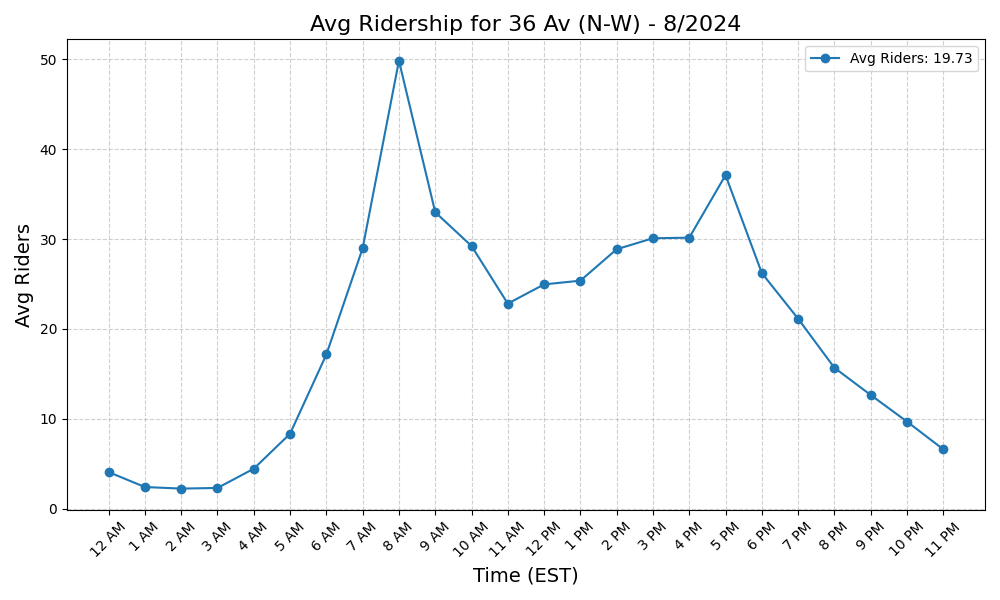 Avg Ridership for 36 Av (N-W) - 8/2024
Avg Riders: 19.73
Avg Riders
50
40
30
20
10
0
12 AM
1 AM
2 AM
3 AM
4 AM
5 AM
6 AM
7 AM
8 AM
9 AM
10 AM
11 AM
12 PM
1 PM
2 PM
3 PM
4 PM
5 PM
6 PM
7 PM
8 PM
9 PM
10 PM
11 PM
Time (EST)